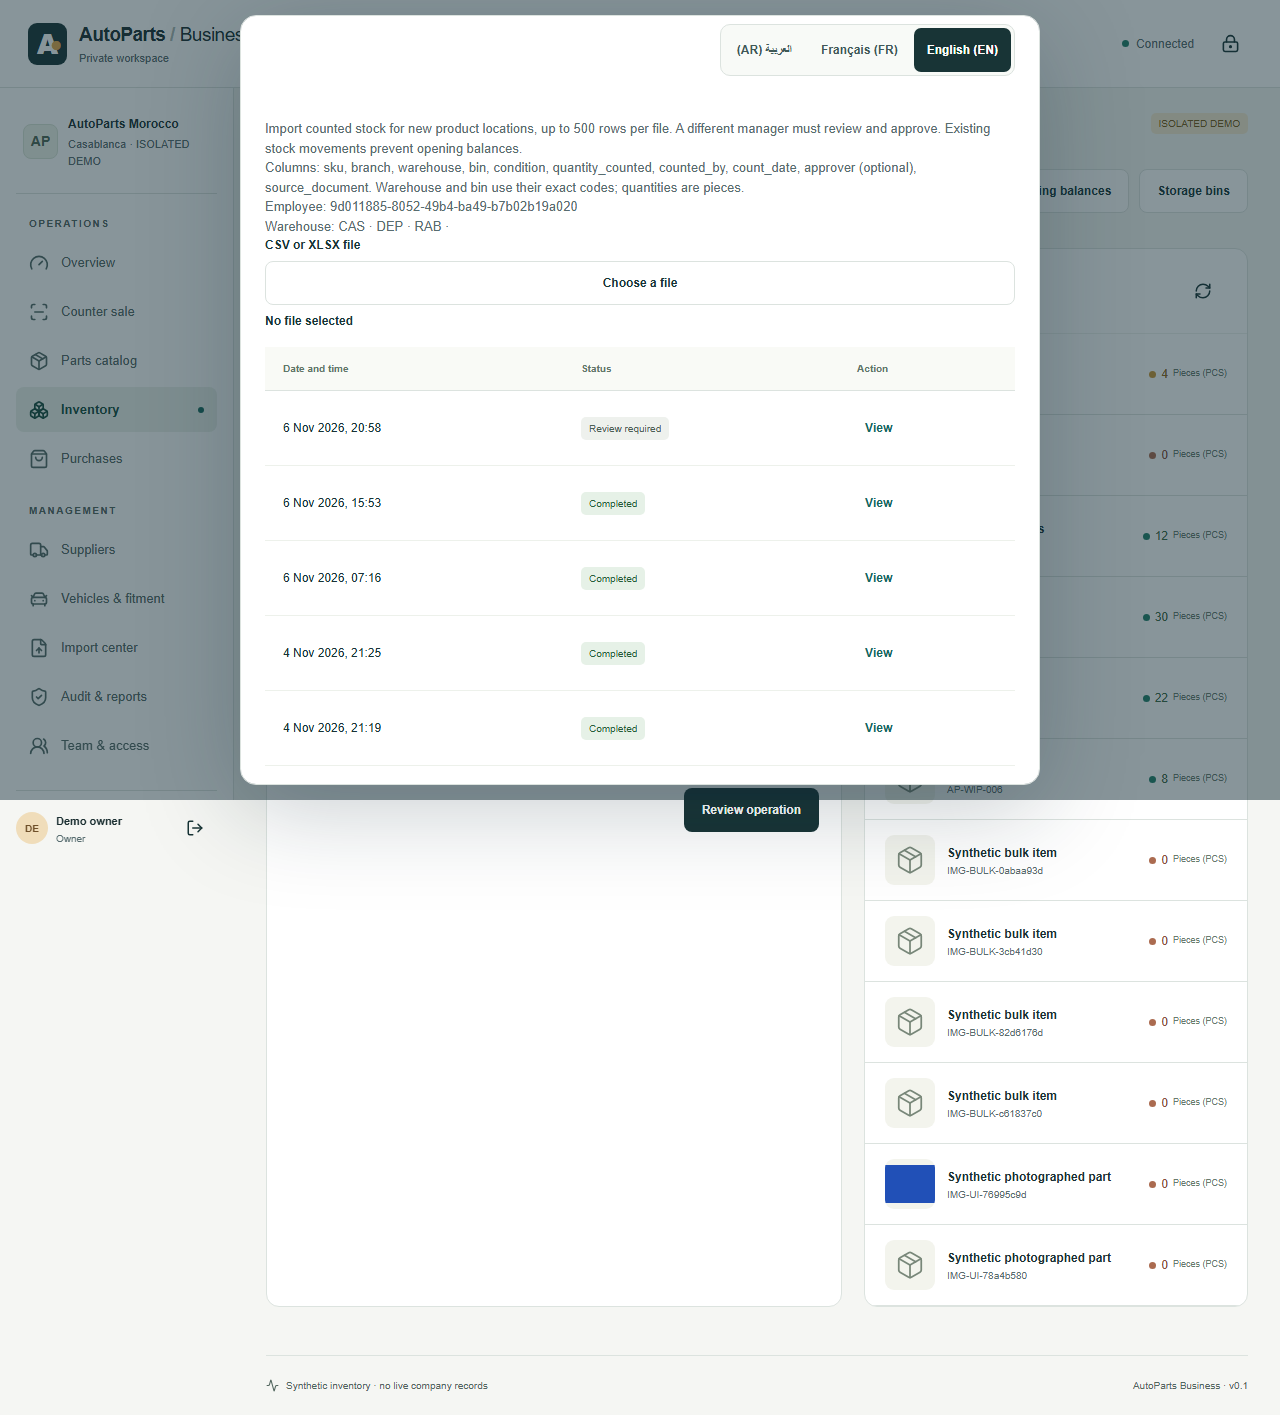 AutoParts / Busines
Private workspace
العربية (AR)
Français (FR)
English (EN)
Connected
AP
AutoParts Morocco
Casablanca · ISOLATED
DEMO
ISOLATED DEMO
Import counted stock for new product locations, up to 500 rows per file. A different manager must review and approve. Existing
stock movements prevent opening balances.
Columns: sku, branch, warehouse, bin, condition, quantity_counted, counted_by, count_date, approver (optional),
source_document. Warehouse and bin use their exact codes; quantities are pieces.
Employee: 9d011885-8052-49b4-ba49-b7b02b19a020
Warehouse: CAS · DEP · RAB ·
CSV or XLSX file
Choose a file
No file selected
ing balances
Storage bins
OPERATIONS
Overview
Counter sale
Parts catalog
Inventory
Purchases
MANAGEMENT
Suppliers
Vehicles & fitment
Import center
Audit & reports
Team & access
DE
Demo owner
Owner
Date and time
Status
Action
6 Nov 2026, 20:58
Review required
View
6 Nov 2026, 15:53
Completed
View
6 Nov 2026, 07:16
Completed
View
4 Nov 2026, 21:25
Completed
View
4 Nov 2026, 21:19
Completed
View
4 Pieces (PCS)
0 Pieces (PCS)
s
12 Pieces (PCS)
30 Pieces (PCS)
22 Pieces (PCS)
8 Pieces (PCS)
AP-WIP-006
Review operation
Synthetic bulk item
IMG-BULK-0abaa93d
0 Pieces (PCS)
Synthetic bulk item
IMG-BULK-3cb41d30
0 Pieces (PCS)
Synthetic bulk item
IMG-BULK-82d6176d
0 Pieces (PCS)
Synthetic bulk item
IMG-BULK-c61837c0
0 Pieces (PCS)
Synthetic photographed part
IMG-UI-76995c9d
0 Pieces (PCS)
Synthetic photographed part
IMG-UI-78a4b580
0 Pieces (PCS)
Synthetic inventory · no live company records
AutoParts Business · v0.1